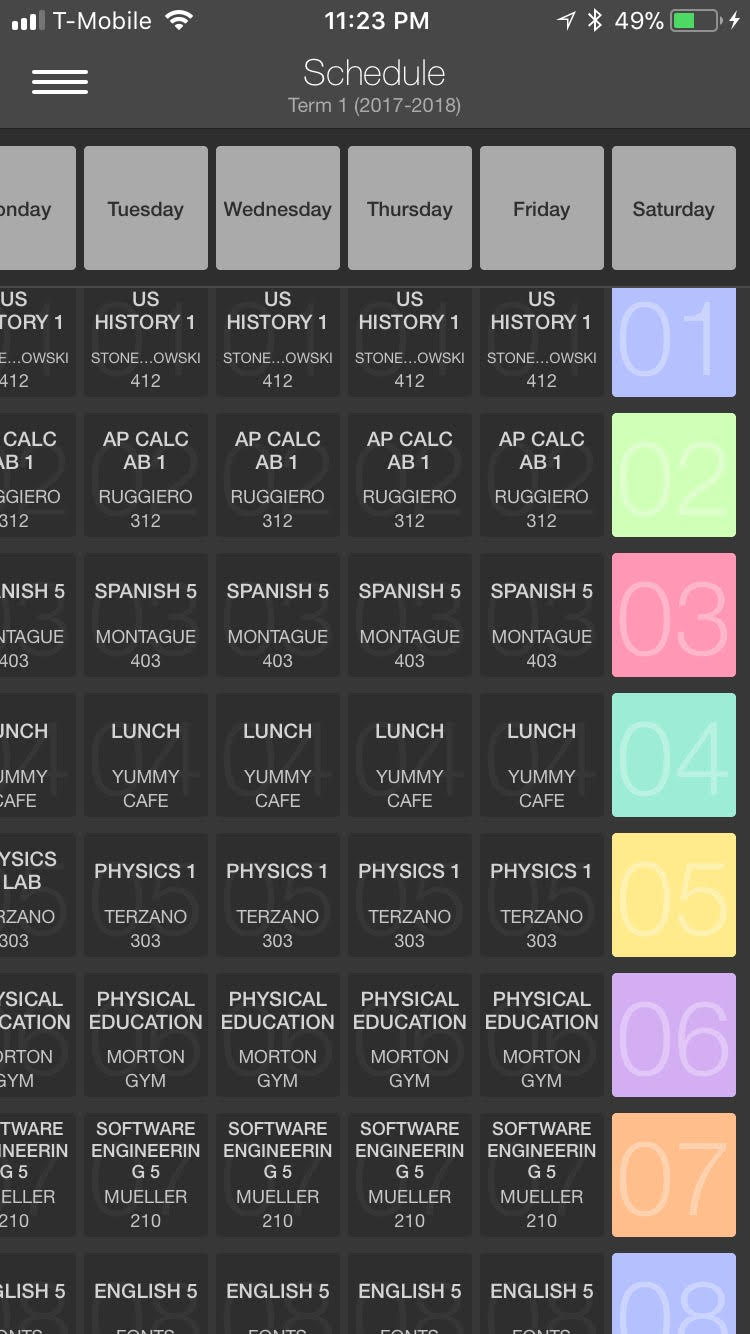 T-Mobile 11:23 PM 49%
Schedule
Term 1 (2017-2018)
onday Tuesday Wednesday Thursday Friday Saturday
US US US US US 01
TORY 1 HISTORY 1 HISTORY 1 HISTORY 1 HISTORY 1
E...OWSKI STONE...OWSKI STONE...OWSKI STONE...OWSKI STONE...OWSKI
412 412 412 412 412
CALC AP CALC AP CALC AP CALC AP CALC 02
AB 1 AB 1 AB 1 AB 1 AB 1
GGIERO RUGGIERO RUGGIERO RUGGIERO RUGGIERO
312 312 312 312 312
NISH 5 SPANISH 5 SPANISH 5 SPANISH 5 SPANISH 5 03
NTAGUE MONTAGUE MONTAGUE MONTAGUE MONTAGUE
403 403 403 403 403
UNCH LUNCH LUNCH LUNCH LUNCH 04
UMMY YUMMY YUMMY YUMMY YUMMY
CAFE CAFE CAFE CAFE CAFE
YSICS PHYSICS 1 PHYSICS 1 PHYSICS 1 PHYSICS 1 05
LAB
RZANO TERZANO TERZANO TERZANO TERZANO
303 303 303 303 303
YSICAL PHYSICAL PHYSICAL PHYSICAL PHYSICAL 06
CATION EDUCATION EDUCATION EDUCATION EDUCATION
ORTON MORTON MORTON MORTON MORTON
GYM GYM GYM GYM GYM
TWARE SOFTWARE SOFTWARE SOFTWARE SOFTWARE 07
INEERIN ENGINEERIN ENGINEERIN ENGINEERIN ENGINEERIN
G 5 G 5 G 5 G 5 G 5
ELLER MUELLER MUELLER MUELLER MUELLER
210 210 210 210 210
GLISH 5 ENGLISH 5 ENGLISH 5 ENGLISH 5 ENGLISH 5 08